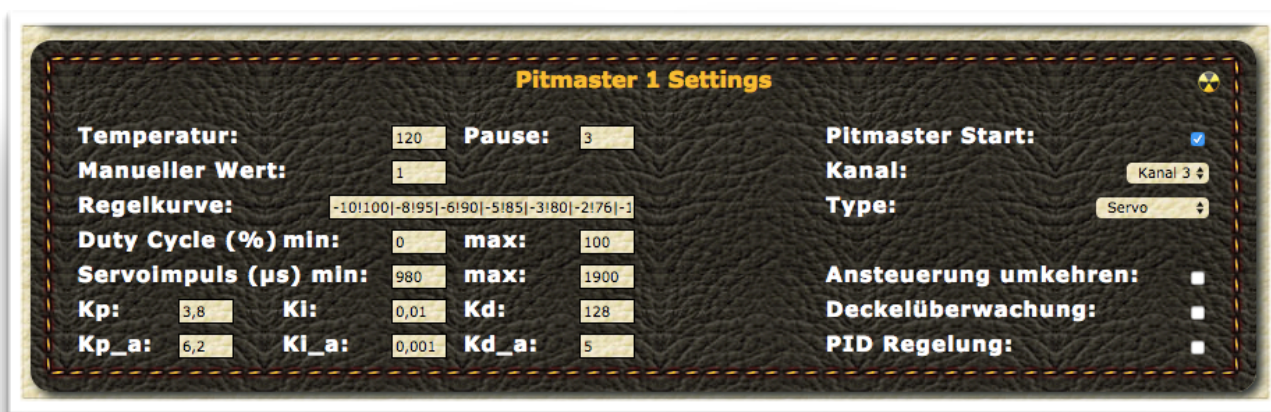 Pitmaster 1 Settings
Temperatur: 120 Pause: 3 Pitmaster Start:
Manueller Wert: 1 Kanal: Kanal 3
Regelkurve: -10!100|-8!95|-6!90|-5!85|-3!80|-2!76|-1 Type: Servo
Duty Cycle (%) min: 0 max: 100
Servoimpuls (µs) min: 980 max: 1900 Ansteuerung umkehren:
Kp: 3,8 Ki: 0,01 Kd: 128 Deckelüberwachung:
Kp_a: 6,2 Ki_a: 0,001 Kd_a: 5 PID Regelung: